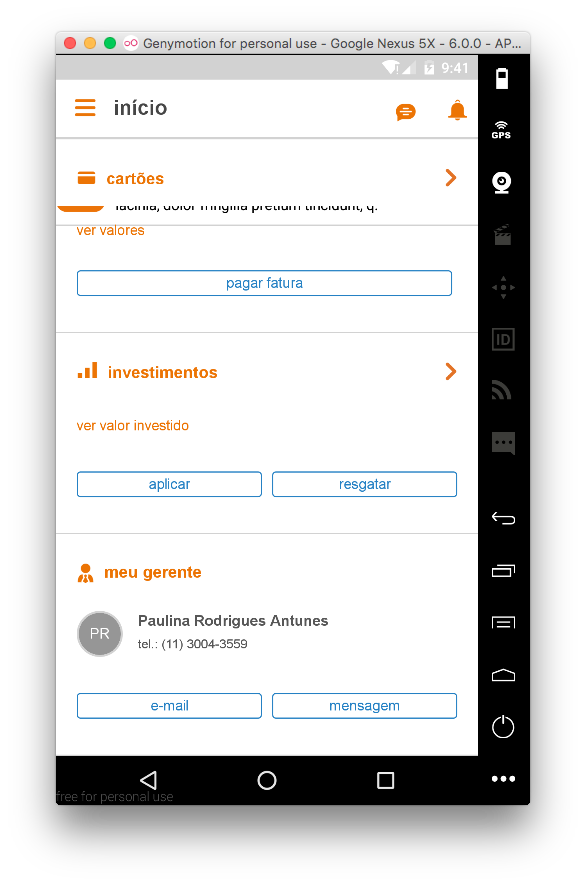 Genymotion for personal use - Google Nexus 5X - 6.0.0 - AP...
9:41
início
GPS
cartões
lacinia, dolor fringilla pretium tincidunt, q.
ver valores
pagar fatura
ID
investimentos
ver valor investido
aplicar resgatar
meu gerente
PR
Paulina Rodrigues Antunes
tel.: (11) 3004-3559
e-mail mensagem
free for personal use